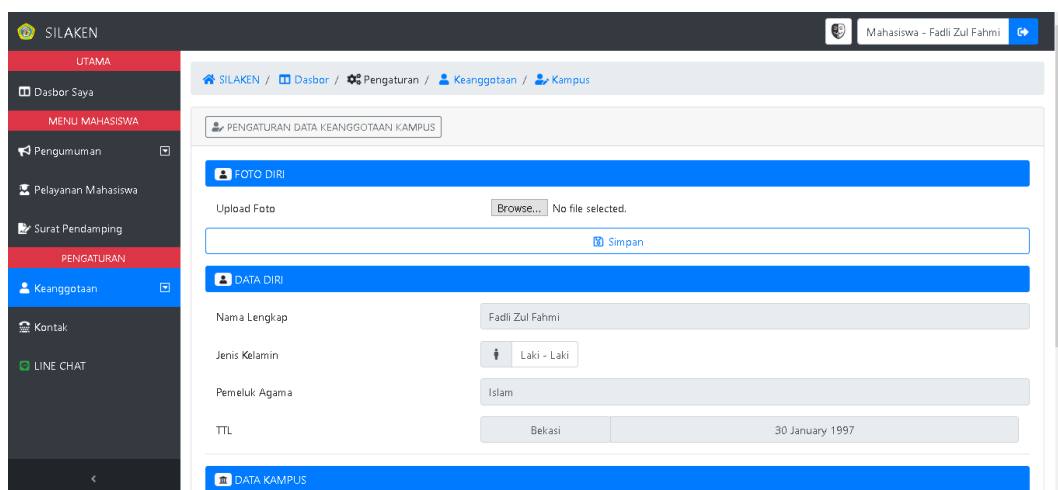 SILAKEN
Mahasiswa - Fadli Zul Fahmi
UTAMA
Dasbor Saya
MENU MAHASISWA
Pengumuman
Pelayanan Mahasiswa
Surat Pendamping
PENGATURAN
Keanggotaan
Kontak
LINE CHAT
SILAKEN / Dasbor / Pengaturan / Keanggotaan / Kampus
PENGATURAN DATA KEANGGOTAAN KAMPUS
FOTO DIRI
Upload Foto Browse... No file selected.
Simpan
DATA DIRI
Nama Lengkap Fadli Zul Fahmi
Jenis Kelamin Laki - Laki
Pemeluk Agama Islam
TTL Bekasi 30 January 1997
DATA KAMPUS